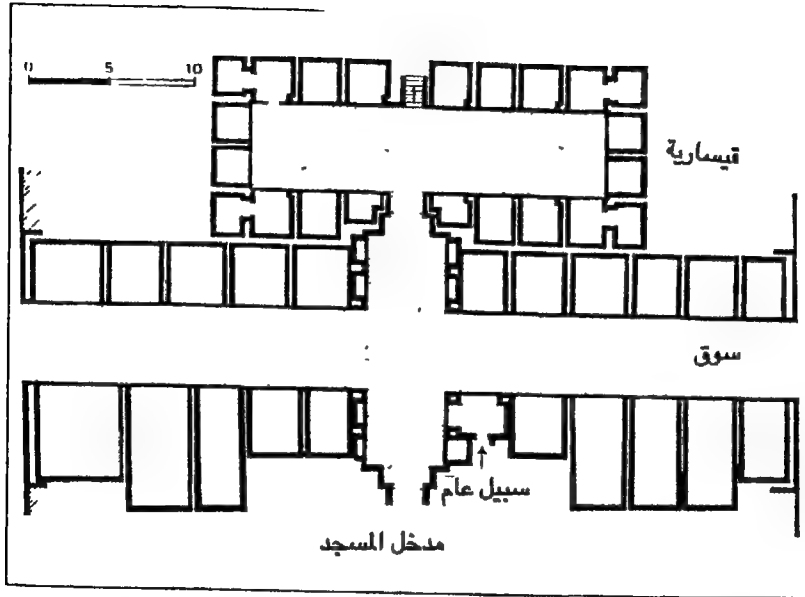 0 5 10
قيسارية
سوق
سبيل عام
مدخل المسجد